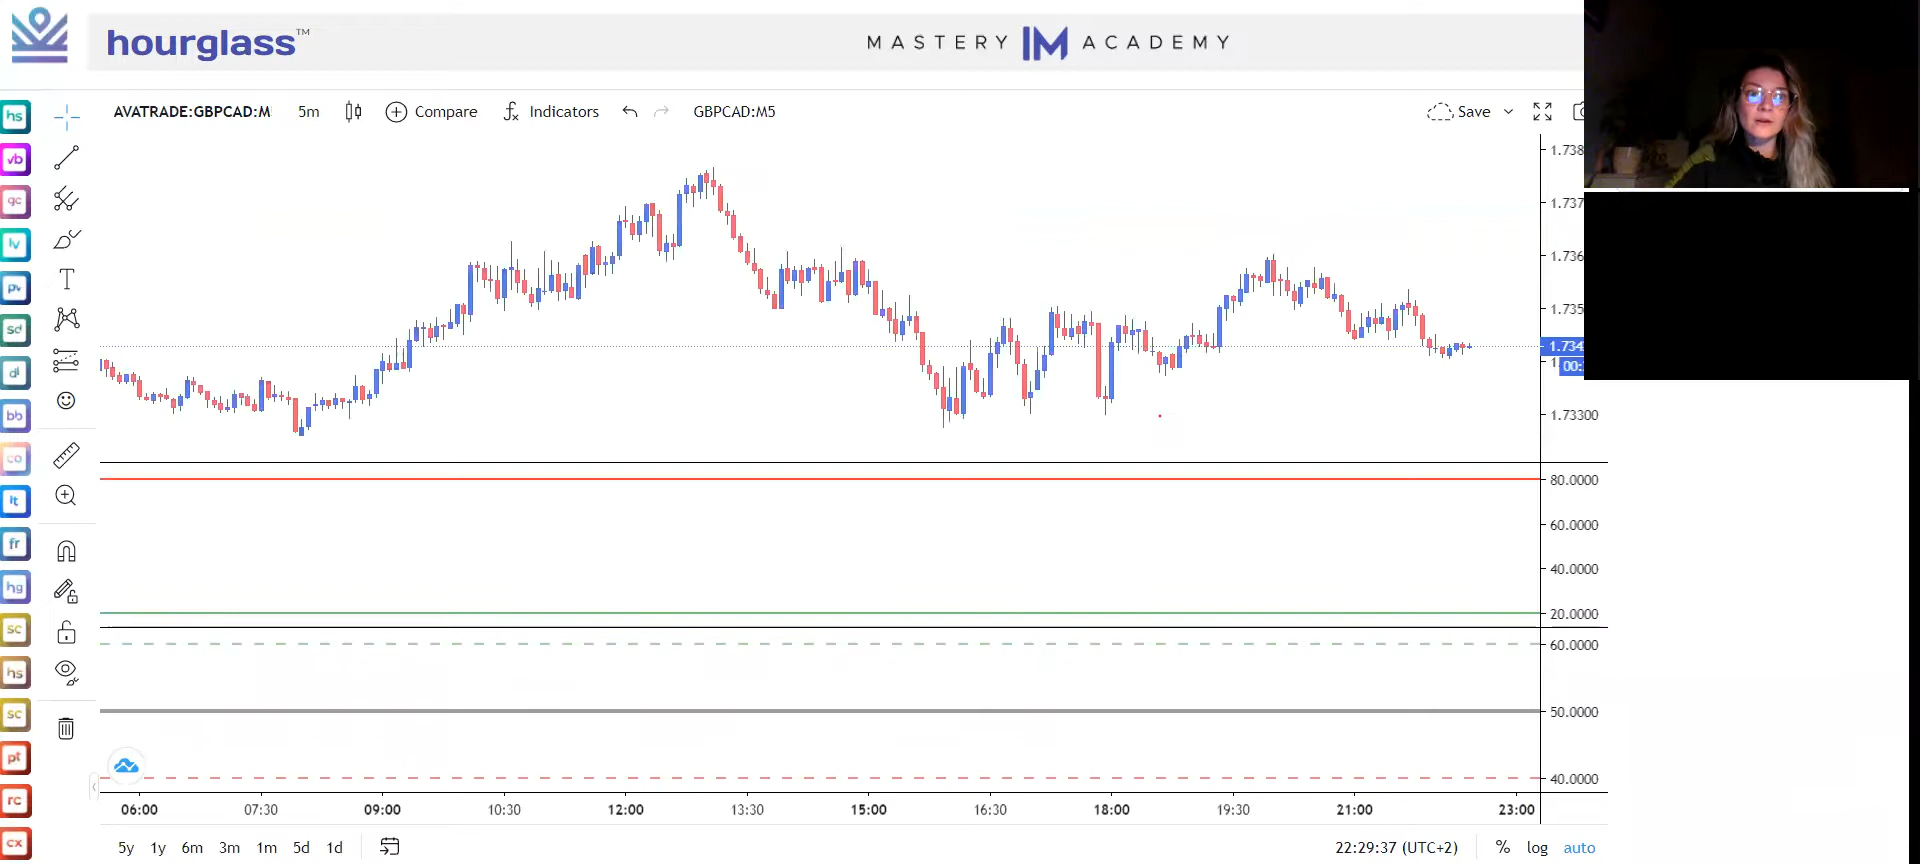 hourglass™
MASTERY IM ACADEMY
AVATRADE:GBPCAD:M 5m Compare Indicators GBPCAD:M5 Save
hs
vb
gc
lv
pv
sd
dl
bb
co
lt
fr
hg
sc
hs
sc
pt
rc
cx
1.738
1.737
1.736
1.735
1.734
00:
1.73300
80.0000
60.0000
40.0000
20.0000
60.0000
50.0000
40.0000
06:00 07:30 09:00 10:30 12:00 13:30 15:00 16:30 18:00 19:30 21:00 23:00
5y 1y 6m 3m 1m 5d 1d 22:29:37 (UTC+2) % log auto